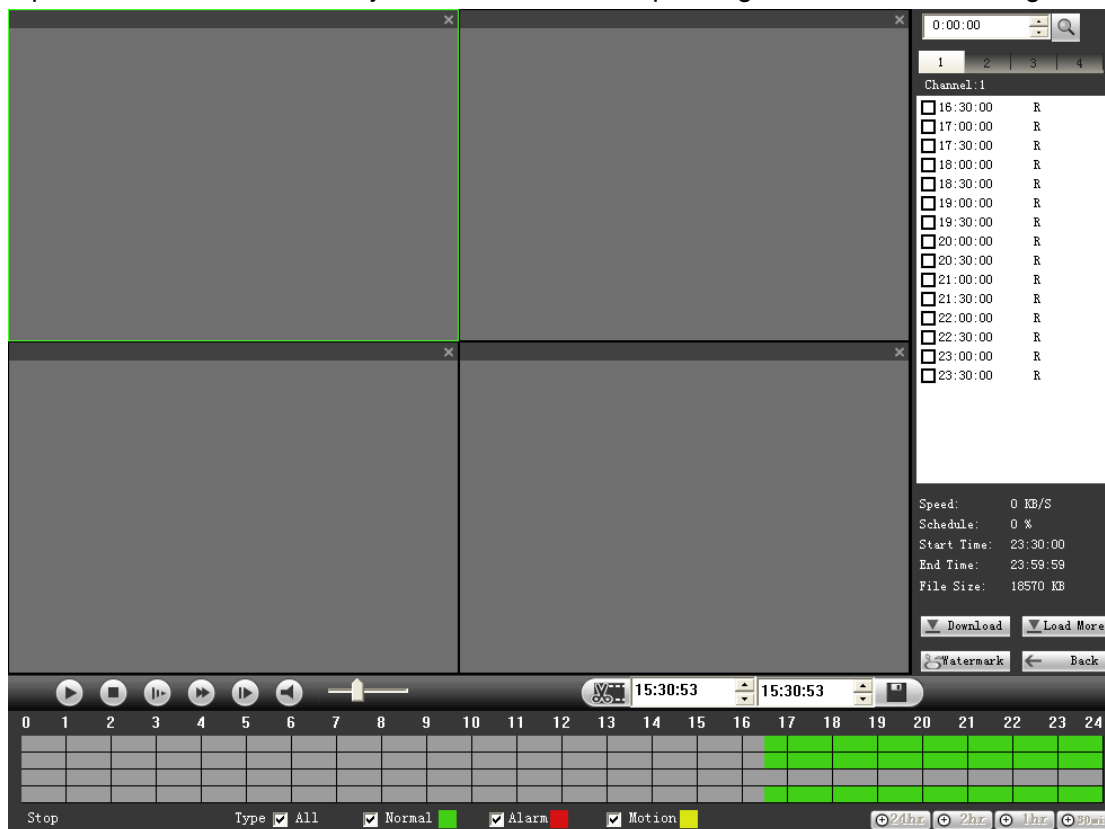 0:00:00
1 2 3 4
Channel:1
16:30:00 R
17:00:00 R
17:30:00 R
18:00:00 R
18:30:00 R
19:00:00 R
19:30:00 R
20:00:00 R
20:30:00 R
21:00:00 R
21:30:00 R
22:00:00 R
22:30:00 R
23:00:00 R
23:30:00 R
Speed: 0 KB/S
Schedule: 0 %
Start Time: 23:30:00
End Time: 23:59:59
File Size: 18570 KB
Download Load More
Watermark Back
15:30:53 15:30:53
0 1 2 3 4 5 6 7 8 9 10 11 12 13 14 15 16 17 18 19 20 21 22 23 24
Stop Type All Normal Alarm Motion 24hr 2hr 1hr